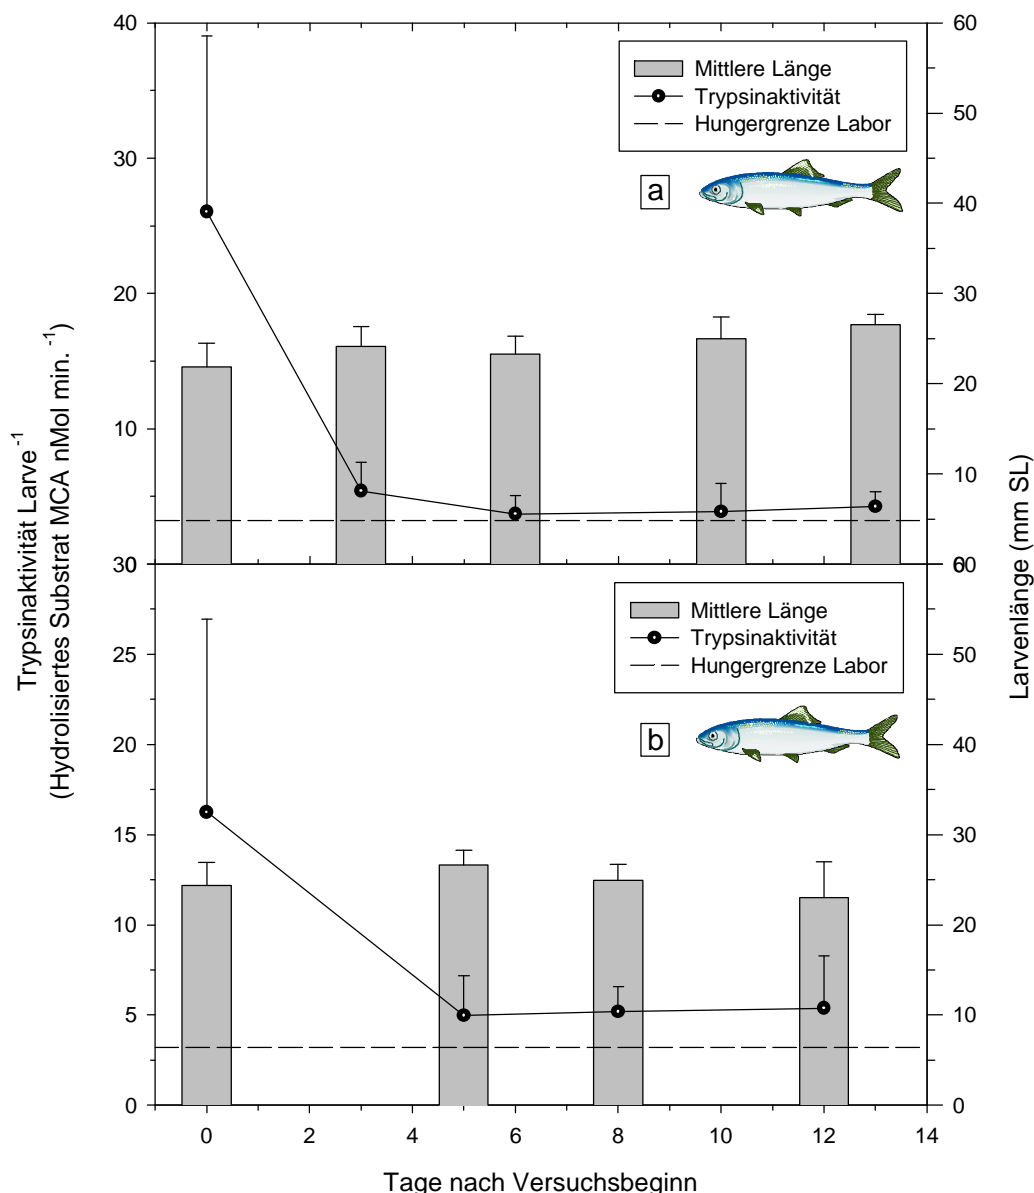 Trypsinaktivität Larve-1
(Hydrolisiertes Substrat MCA nMol min. -1)
Larvenlänge (mm SL)
40
30
20
10
0
60
50
40
30
20
10
0
Mittlere Länge
Trypsinaktivität
Hungergrenze Labor
a
30
25
20
15
10
5
0
60
50
40
30
20
10
0
Mittlere Länge
Trypsinaktivität
Hungergrenze Labor
b
0 2 4 6 8 10 12 14
Tage nach Versuchsbeginn